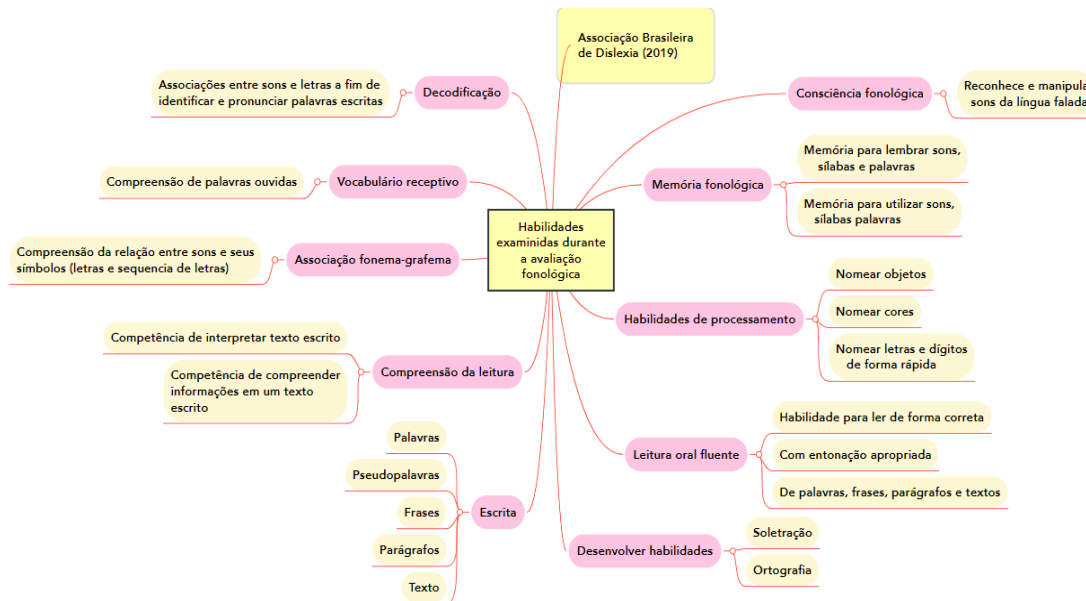 Associação Brasileira
de Dislexia (2019)
Habilidades
examinidas durante
a avaliação
fonológica
Decodificação
Associações entre sons e letras a fim de
identificar e pronunciar palavras escritas
Vocabulário receptivo
Compreensão de palavras ouvidas
Associação fonema-grafema
Compreensão da relação entre sons e seus
símbolos (letras e sequencia de letras)
Compreensão da leitura
Competência de interpretar texto escrito
Competência de compreender
informações em um texto
escrito
Escrita
Palavras
Pseudopalavras
Frases
Parágrafos
Texto
Consciência fonológica
Reconhece e manipula
sons da língua falada
Memória fonológica
Memória para lembrar sons,
sílabas e palavras
Memória para utilizar sons,
sílabas palavras
Habilidades de processamento
Nomear objetos
Nomear cores
Nomear letras e dígitos
de forma rápida
Leitura oral fluente
Habilidade para ler de forma correta
Com entonação apropriada
De palavras, frases, parágrafos e textos
Desenvolver habilidades
Soletração
Ortografia